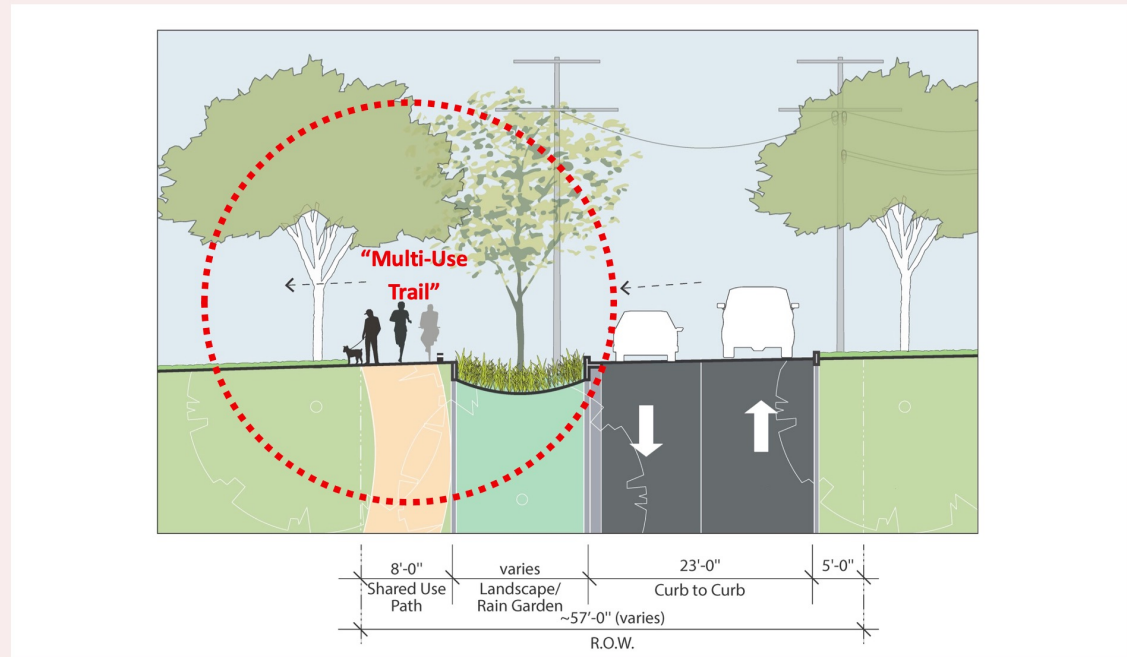 “Multi-Use
Trail”
8'-0"
Shared Use
Path
varies
Landscape/
Rain Garden
23'-0"
Curb to Curb
5'-0"
~57'-0" (varies)
R.O.W.